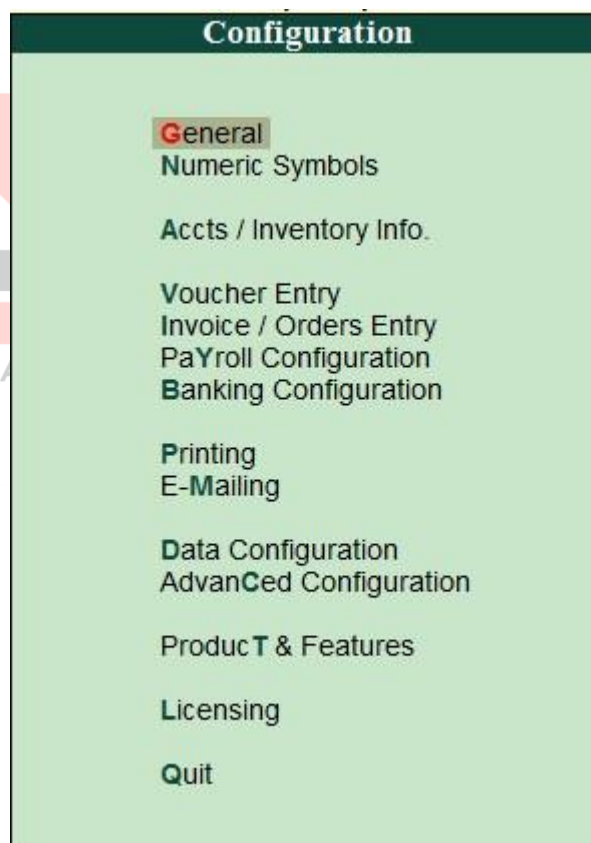 Configuration
General
Numeric Symbols
Accts / Inventory Info.
Voucher Entry
Invoice / Orders Entry
PaYroll Configuration
Banking Configuration
Printing
E-Mailing
Data Configuration
AdvanCed Configuration
ProducT & Features
Licensing
Quit